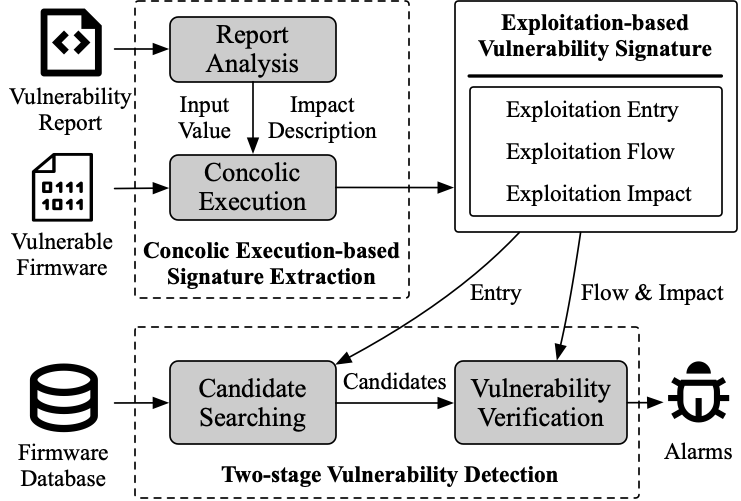 Vulnerability
Report
Report
Analysis
Input
Value
Impact
Description
0111
1011
Vulnerable
Firmware
Concolic
Execution
Concolic Execution-based
Signature Extraction
Exploitation-based
Vulnerability Signature
Exploitation Entry
Exploitation Flow
Exploitation Impact
Entry
Flow & Impact
Firmware
Database
Candidate
Searching
Candidates
Vulnerability
Verification
Alarms
Two-stage Vulnerability Detection